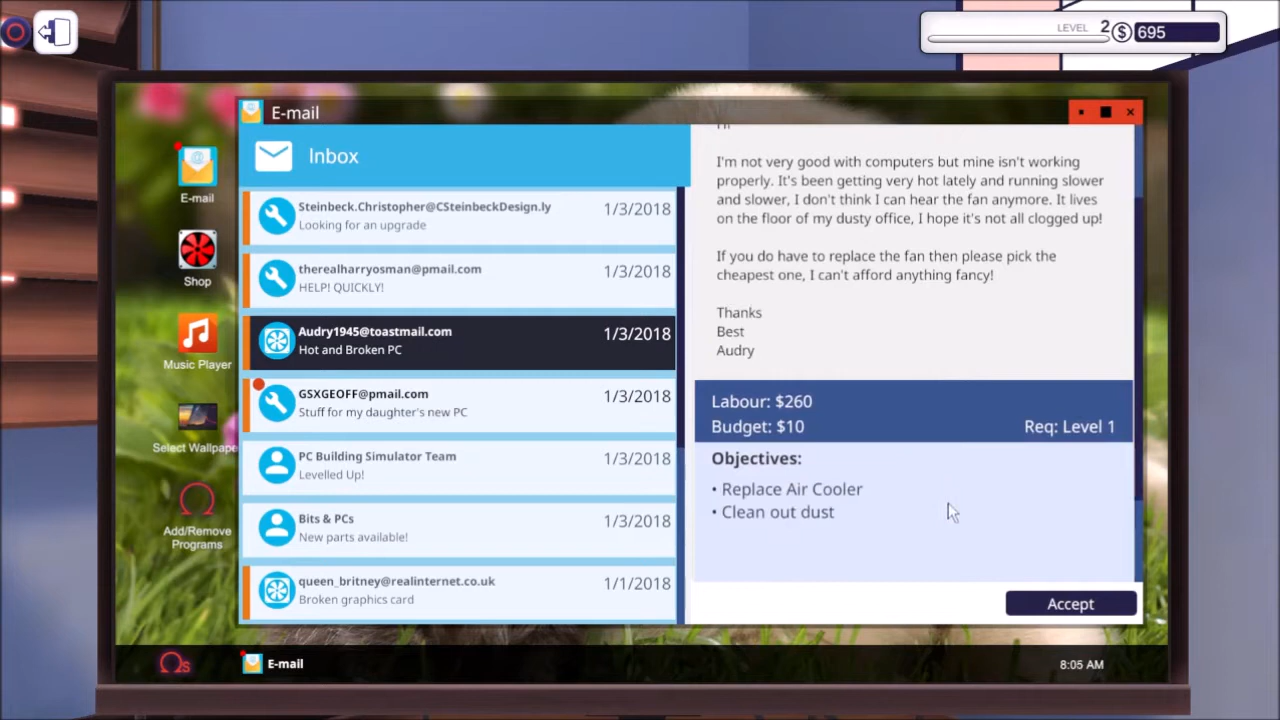 LEVEL 2 $ 695
E-mail
Inbox
Steinbeck.Christopher@CSteinbeckDesign.ly 1/3/2018
Looking for an upgrade
therealharryosman@pmail.com 1/3/2018
HELP! QUICKLY!
Audry1945@toastmail.com 1/3/2018
Hot and Broken PC
GSXGEOFF@pmail.com 1/3/2018
Stuff for my daughter's new PC
PC Building Simulator Team 1/3/2018
Levelled Up!
Bits & PCs 1/3/2018
New parts available!
queen_britney@realinternet.co.uk 1/1/2018
Broken graphics card
E-mail
Shop
Music Player
Select Wallpape
Add/Remove
Programs
I'm not very good with computers but mine isn't working
properly. It's been getting very hot lately and running slower
and slower, I don't think I can hear the fan anymore. It lives
on the floor of my dusty office, I hope it's not all clogged up!
If you do have to replace the fan then please pick the
cheapest one, I can't afford anything fancy!
Thanks
Best
Audry
Labour: $260
Budget: $10 Req: Level 1
Objectives:
• Replace Air Cooler
• Clean out dust
Accept
Ωs E-mail 8:05 AM